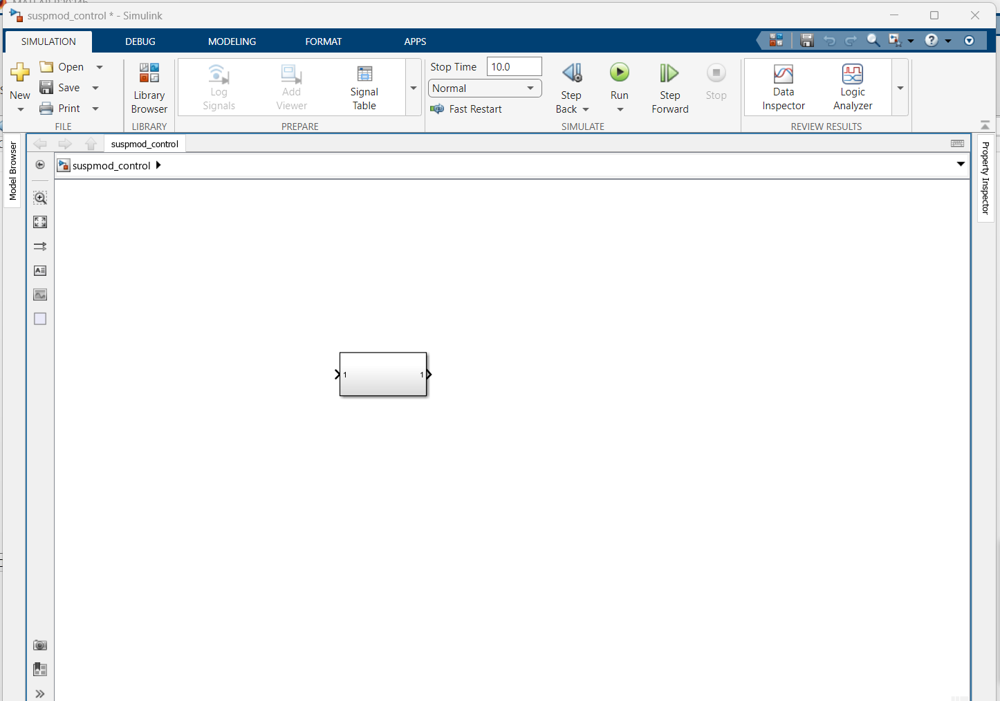 suspmod_control * - Simulink
SIMULATION DEBUG MODELING FORMAT APPS
New
Open
Save
Print
FILE
Library
Browser
LIBRARY
Log
Signals
Add
Viewer
Signal
Table
PREPARE
Stop Time 10.0
Normal
Fast Restart
Step
Back
Run
Step
Forward
Stop
SIMULATE
Data
Inspector
Logic
Analyzer
REVIEW RESULTS
Model Browser
suspmod_control
suspmod_control
Property Inspector
1 1